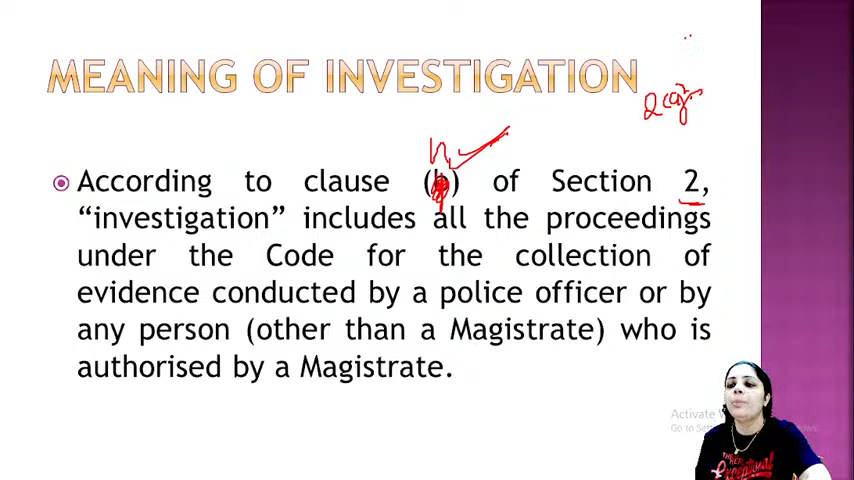 MEANING OF INVESTIGATION
h
According to clause ( ) of Section 2,
“investigation” includes all the proceedings
under the Code for the collection of
evidence conducted by a police officer or by
any person (other than a Magistrate) who is
authorised by a Magistrate.
Activate
Go to
THE
Exceptional